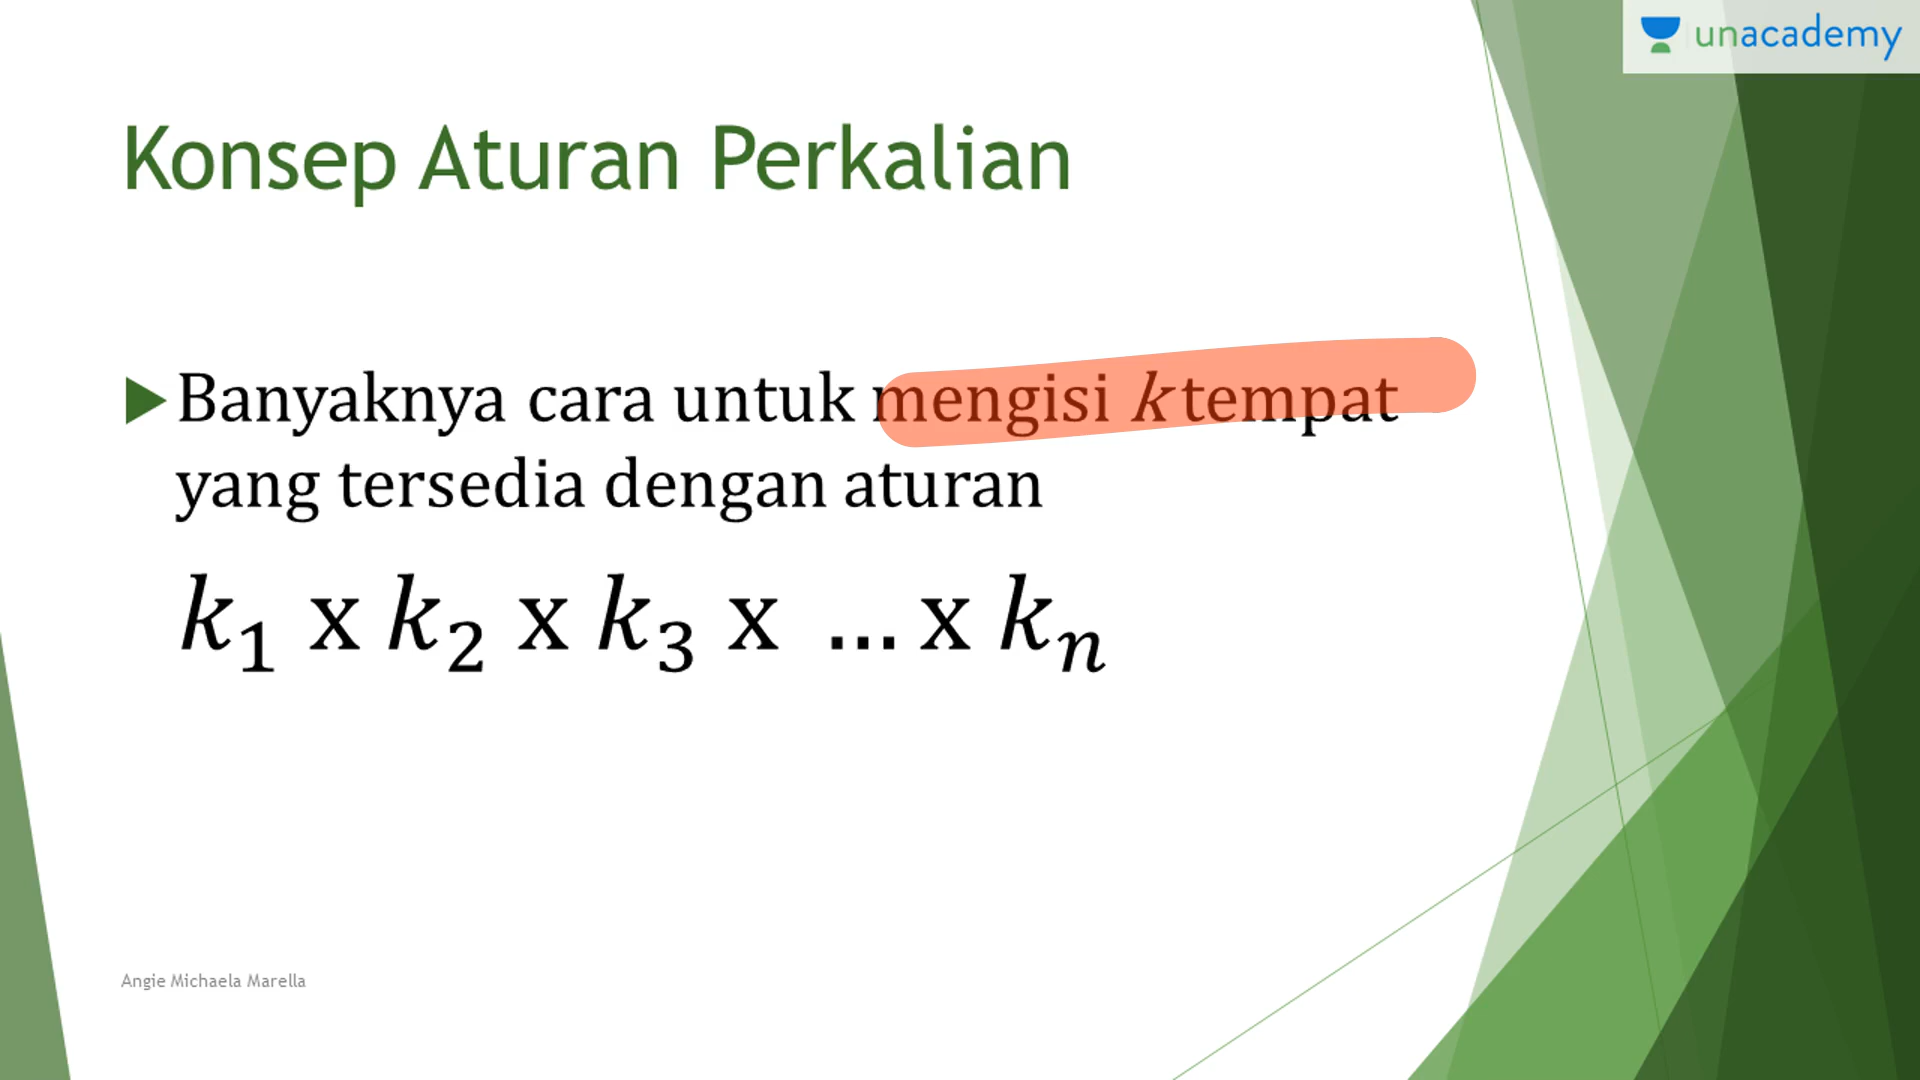 unacademy
Konsep Aturan Perkalian
Banyaknya cara untuk mengisi k tempat
yang tersedia dengan aturan
k₁ x k₂ x k₃ x ... x kₙ
Angie Michaela Marella